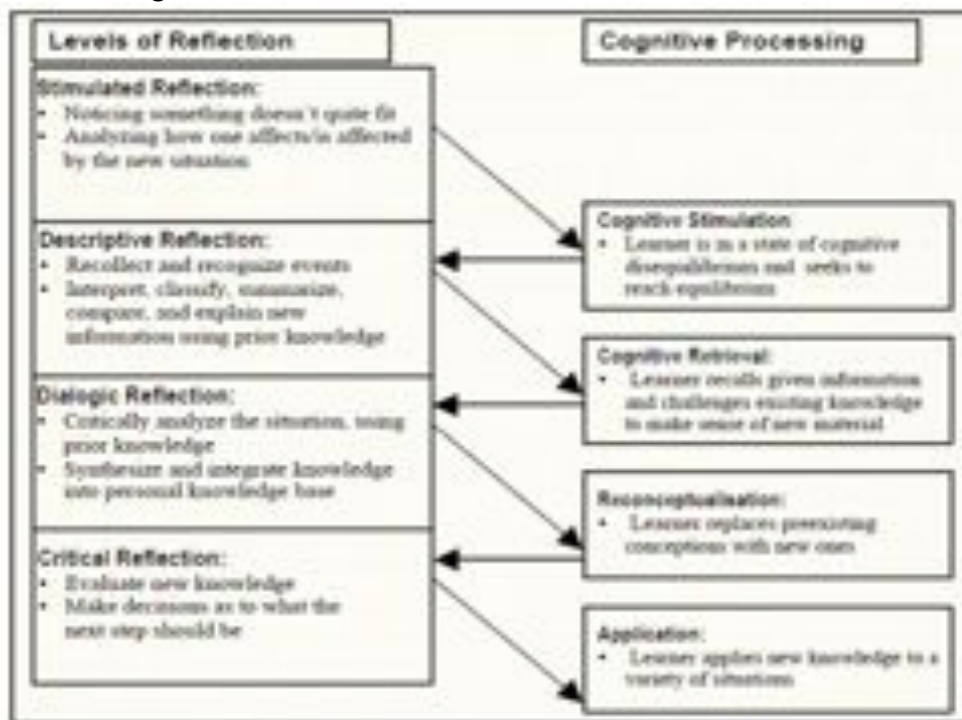 Levels of Reflection
Stimulated Reflection:
• Noticing something doesn't quite fit
• Analyzing how one affects/is affected
by the new situation
Descriptive Reflection:
• Recollect and recognize events
• Interpret, classify, summarize,
compare, and explain new
information using prior knowledge
Dialogic Reflection:
• Critically analyze the situation, using
prior knowledge
• Synthesize and integrate knowledge
into personal knowledge base
Critical Reflection:
• Evaluate new knowledge
• Make decisions as to what the
next step should be
Cognitive Processing
Cognitive Stimulation
• Learner is in a state of cognitive
disequilibrium and seeks to
reach equilibrium
Cognitive Retrieval:
• Learner recalls given information
and challenges existing knowledge
to make sense of new material
Reconceptualisation:
• Learner replaces preexisting
conceptions with new ones
Application:
• Learner applies new knowledge to a
variety of situations